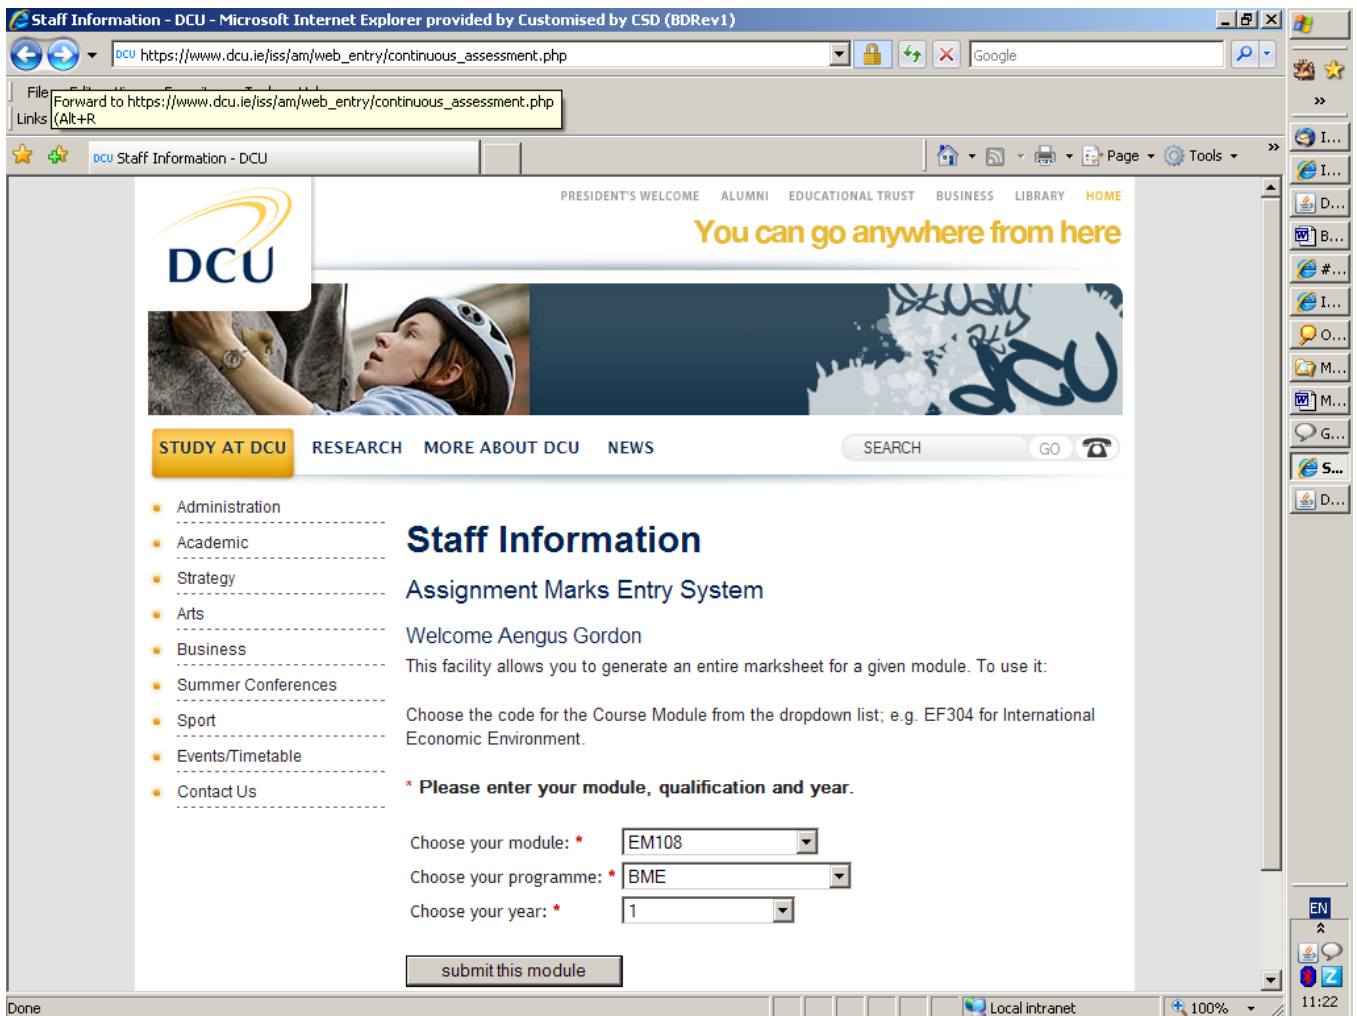 Staff Information - DCU - Microsoft Internet Explorer provided by Customised by CSD (BDRev1)
DCU https://www.dcu.ie/iss/am/web_entry/continuous_assessment.php
Google
File
Forward to https://www.dcu.ie/iss/am/web_entry/continuous_assessment.php
Links (Alt+R
DCU Staff Information - DCU
Page
Tools
PRESIDENT'S WELCOME ALUMNI EDUCATIONAL TRUST BUSINESS LIBRARY HOME
You can go anywhere from here
DCU
study
at
dcu
STUDY AT DCU RESEARCH MORE ABOUT DCU NEWS SEARCH GO
Administration
Academic
Strategy
Arts
Business
Summer Conferences
Sport
Events/Timetable
Contact Us
Staff Information
Assignment Marks Entry System
Welcome Aengus Gordon
This facility allows you to generate an entire marksheet for a given module. To use it:
Choose the code for the Course Module from the dropdown list; e.g. EF304 for International
Economic Environment.
* Please enter your module, qualification and year.
Choose your module: * EM108
Choose your programme: * BME
Choose your year: * 1
submit this module
Done
Local intranet
100%
I...
I...
D...
B...
#...
I...
O...
M...
M...
G...
S...
D...
EN
Z
11:22